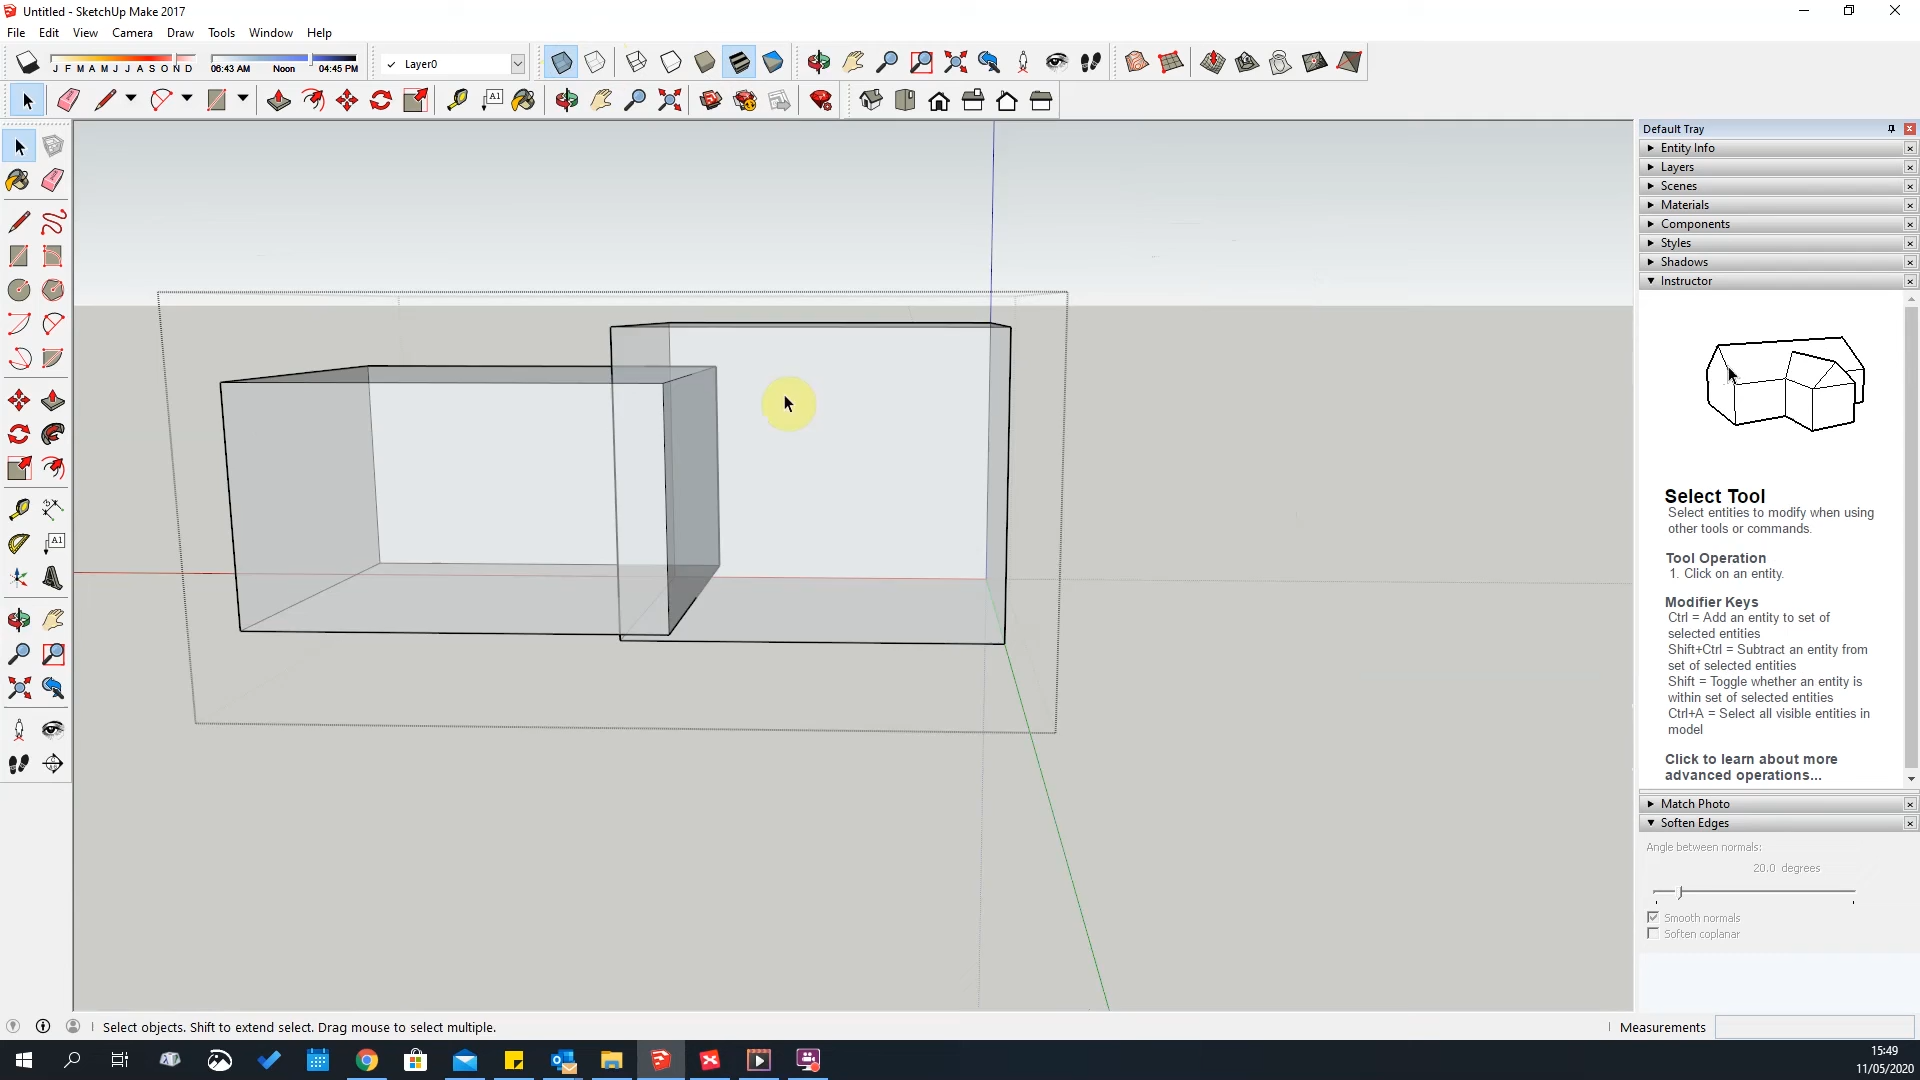 Untitled - SketchUp Make 2017
File Edit View Camera Draw Tools Window Help
J F M A M J J A S O N D
06:43 AM Noon 04:45 PM
Layer0
A1
Default Tray
Entity Info
Layers
Scenes
Materials
Components
Styles
Shadows
Instructor
Select Tool
Select entities to modify when using
other tools or commands.
Tool Operation
1. Click on an entity.
Modifier Keys
Ctrl = Add an entity to set of
selected entities
Shift+Ctrl = Subtract an entity from
set of selected entities
Shift = Toggle whether an entity is
within set of selected entities
Ctrl+A = Select all visible entities in
model
Click to learn about more
advanced operations...
Match Photo
Soften Edges
Angle between normals:
20.0 degrees
Smooth normals
Soften coplanar
A1
Select objects. Shift to extend select. Drag mouse to select multiple.
Measurements
15:49
11/05/2020